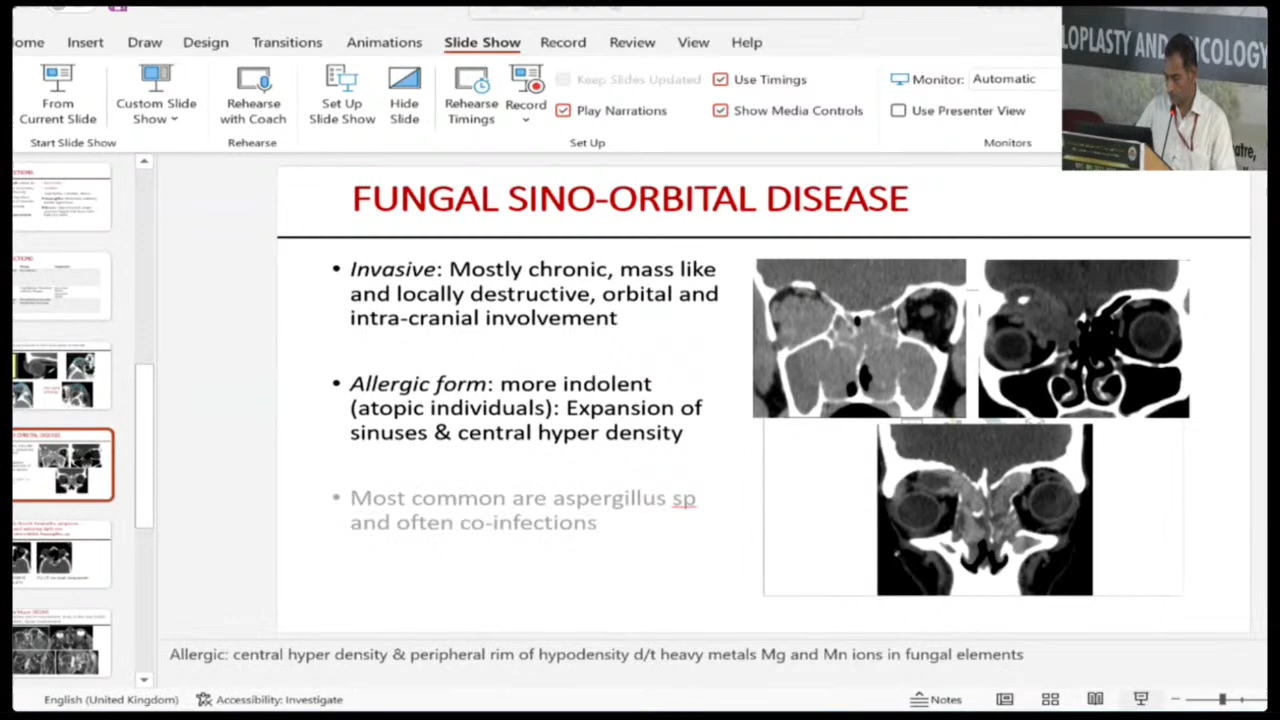 ome Insert Draw Design Transitions Animations Slide Show Record Review View Help
LOPLASTY AND ONCOLOGY
From Current Slide
Custom Slide Show
Rehearse with Coach
Set Up Slide Show
Hide Slide
Rehearse Timings
Record
Keep Slides Updated
Play Narrations
Use Timings
Show Media Controls
Monitor: Automatic
Use Presenter View
Start Slide Show
Rehearse
Set Up
Monitors
FUNGAL SINO-ORBITAL DISEASE
• Invasive: Mostly chronic, mass like
and locally destructive, orbital and
intra-cranial involvement
• Allergic form: more indolent
(atopic individuals): Expansion of
sinuses & central hyper density
• Most common are aspergillus sp
and often co-infections
Allergic: central hyper density & peripheral rim of hypodensity d/t heavy metals Mg and Mn ions in fungal elements
English (United Kingdom) Accessibility: Investigate Notes